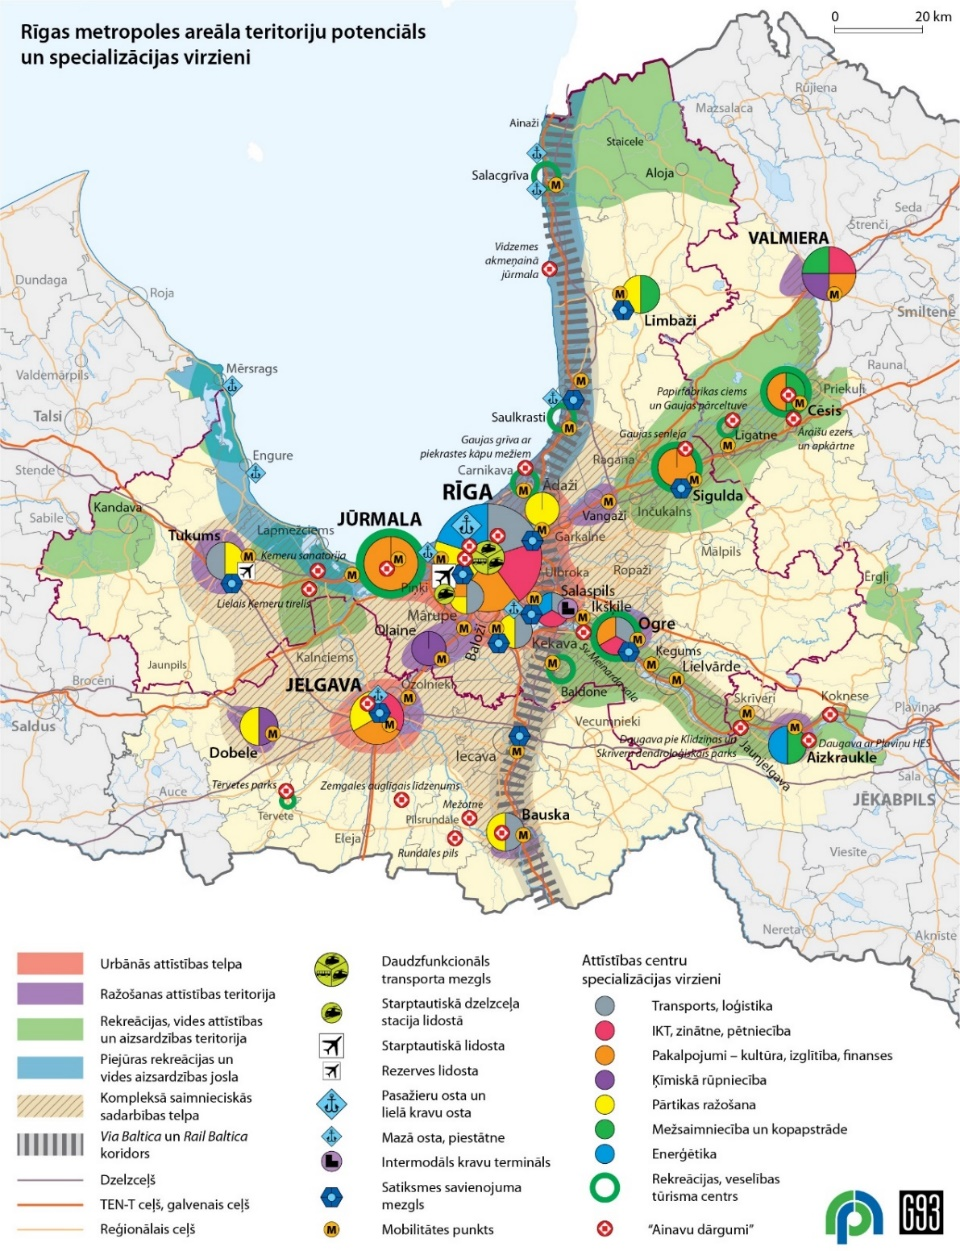 Rīgas metropoles areāla teritoriju potenciāls
un specializācijas virzieni
0 20 km
Rūjiena
Mazsalaca
Ainaži
Staicele
Salacgrīva
Aloja
Seda
Strenči
VALMIERA
Vidzemes
akmeņainā
jūrmala
Dundaga
Roja
Limbaži
Smiltene
Mērsrags
Valdemārpils
Raunal
Papīrfabrikas ciems
un Gaujas pārceltuve
Priekuļi
Cēsis
Talsi
Saulkrasti
Gaujas senleja
Līgatne
Āraišu ezers
un apkārtne
Gaujas grīva ar
piekrastes kāpu mežiem
Ragana
Engure
Stende
Carnikava
Ādaži
RĪGA
Sigulda
Kandava
Sabile
JŪRMALA
Vangaži
Inčukalns
Lapmežciems
Tukums
Garkalne
Ķemeru sanatorija
Mālpils
Piņķi
Ulbroka
Ropaži
Ērgļi
Lielais Ķemeru tīrelis
Salaspils
Ikšķile
Mārupe
Ogre
Olaine
Baloži
Ķekava
Sv.Meinarda sala
Ķegums
Kalnciems
Jaunpils
Lielvārde
Brocēni
JELGAVA
Ozolnieki
Baldone
Skrīveri
Koknese
Pļaviņas
Saldus
Vecumnieki
Dobele
Daugava pie Klidziņas un
Skrīveru dendroloģiskais parks
Jaunjelgava
Daugava ar Pļaviņu HES
Aizkraukle
Iecava
Sala
Auce
Tērvetes parks
Zemgales auglīgais līdzenums
JĒKABPILS
Mežotne
Tērvete
Pilsrundāle
Bauska
Eleja
Rundāles pils
Viesīte
Nereta
Aknīste
Urbānās attīstības telpa
Ražošanas attīstības teritorija
Rekreācijas, vides attīstības
un aizsardzības teritorija
Piejūras rekreācijas un
vides aizsardzības josla
Kompleksā saimnieciskās
sadarbības telpa
Via Baltica un Rail Baltica
koridors
Dzelzceļš
TEN-T ceļš, galvenais ceļš
Reģionālais ceļš
Daudzfunkcionāls
transporta mezgls
Starptautiskā dzelzceļa
stacija lidostā
Starptautiskā lidosta
Rezerves lidosta
Pasažieru osta un
lielā kravu osta
Mazā osta, piestātne
Intermodāls kravu termināls
Satiksmes savienojuma
mezgls
M Mobilitātes punkts
Attīstības centru
specializācijas virzieni
Transports, loģistika
IKT, zinātne, pētniecība
Pakalpojumi – kultūra, izglītība, finanses
Ķīmiskā rūpniecība
Pārtikas ražošana
Mežsaimniecība un kopapstrāde
Enerģētika
Rekreācijas, veselības
tūrisma centrs
“Ainavu dārgumi”
G93